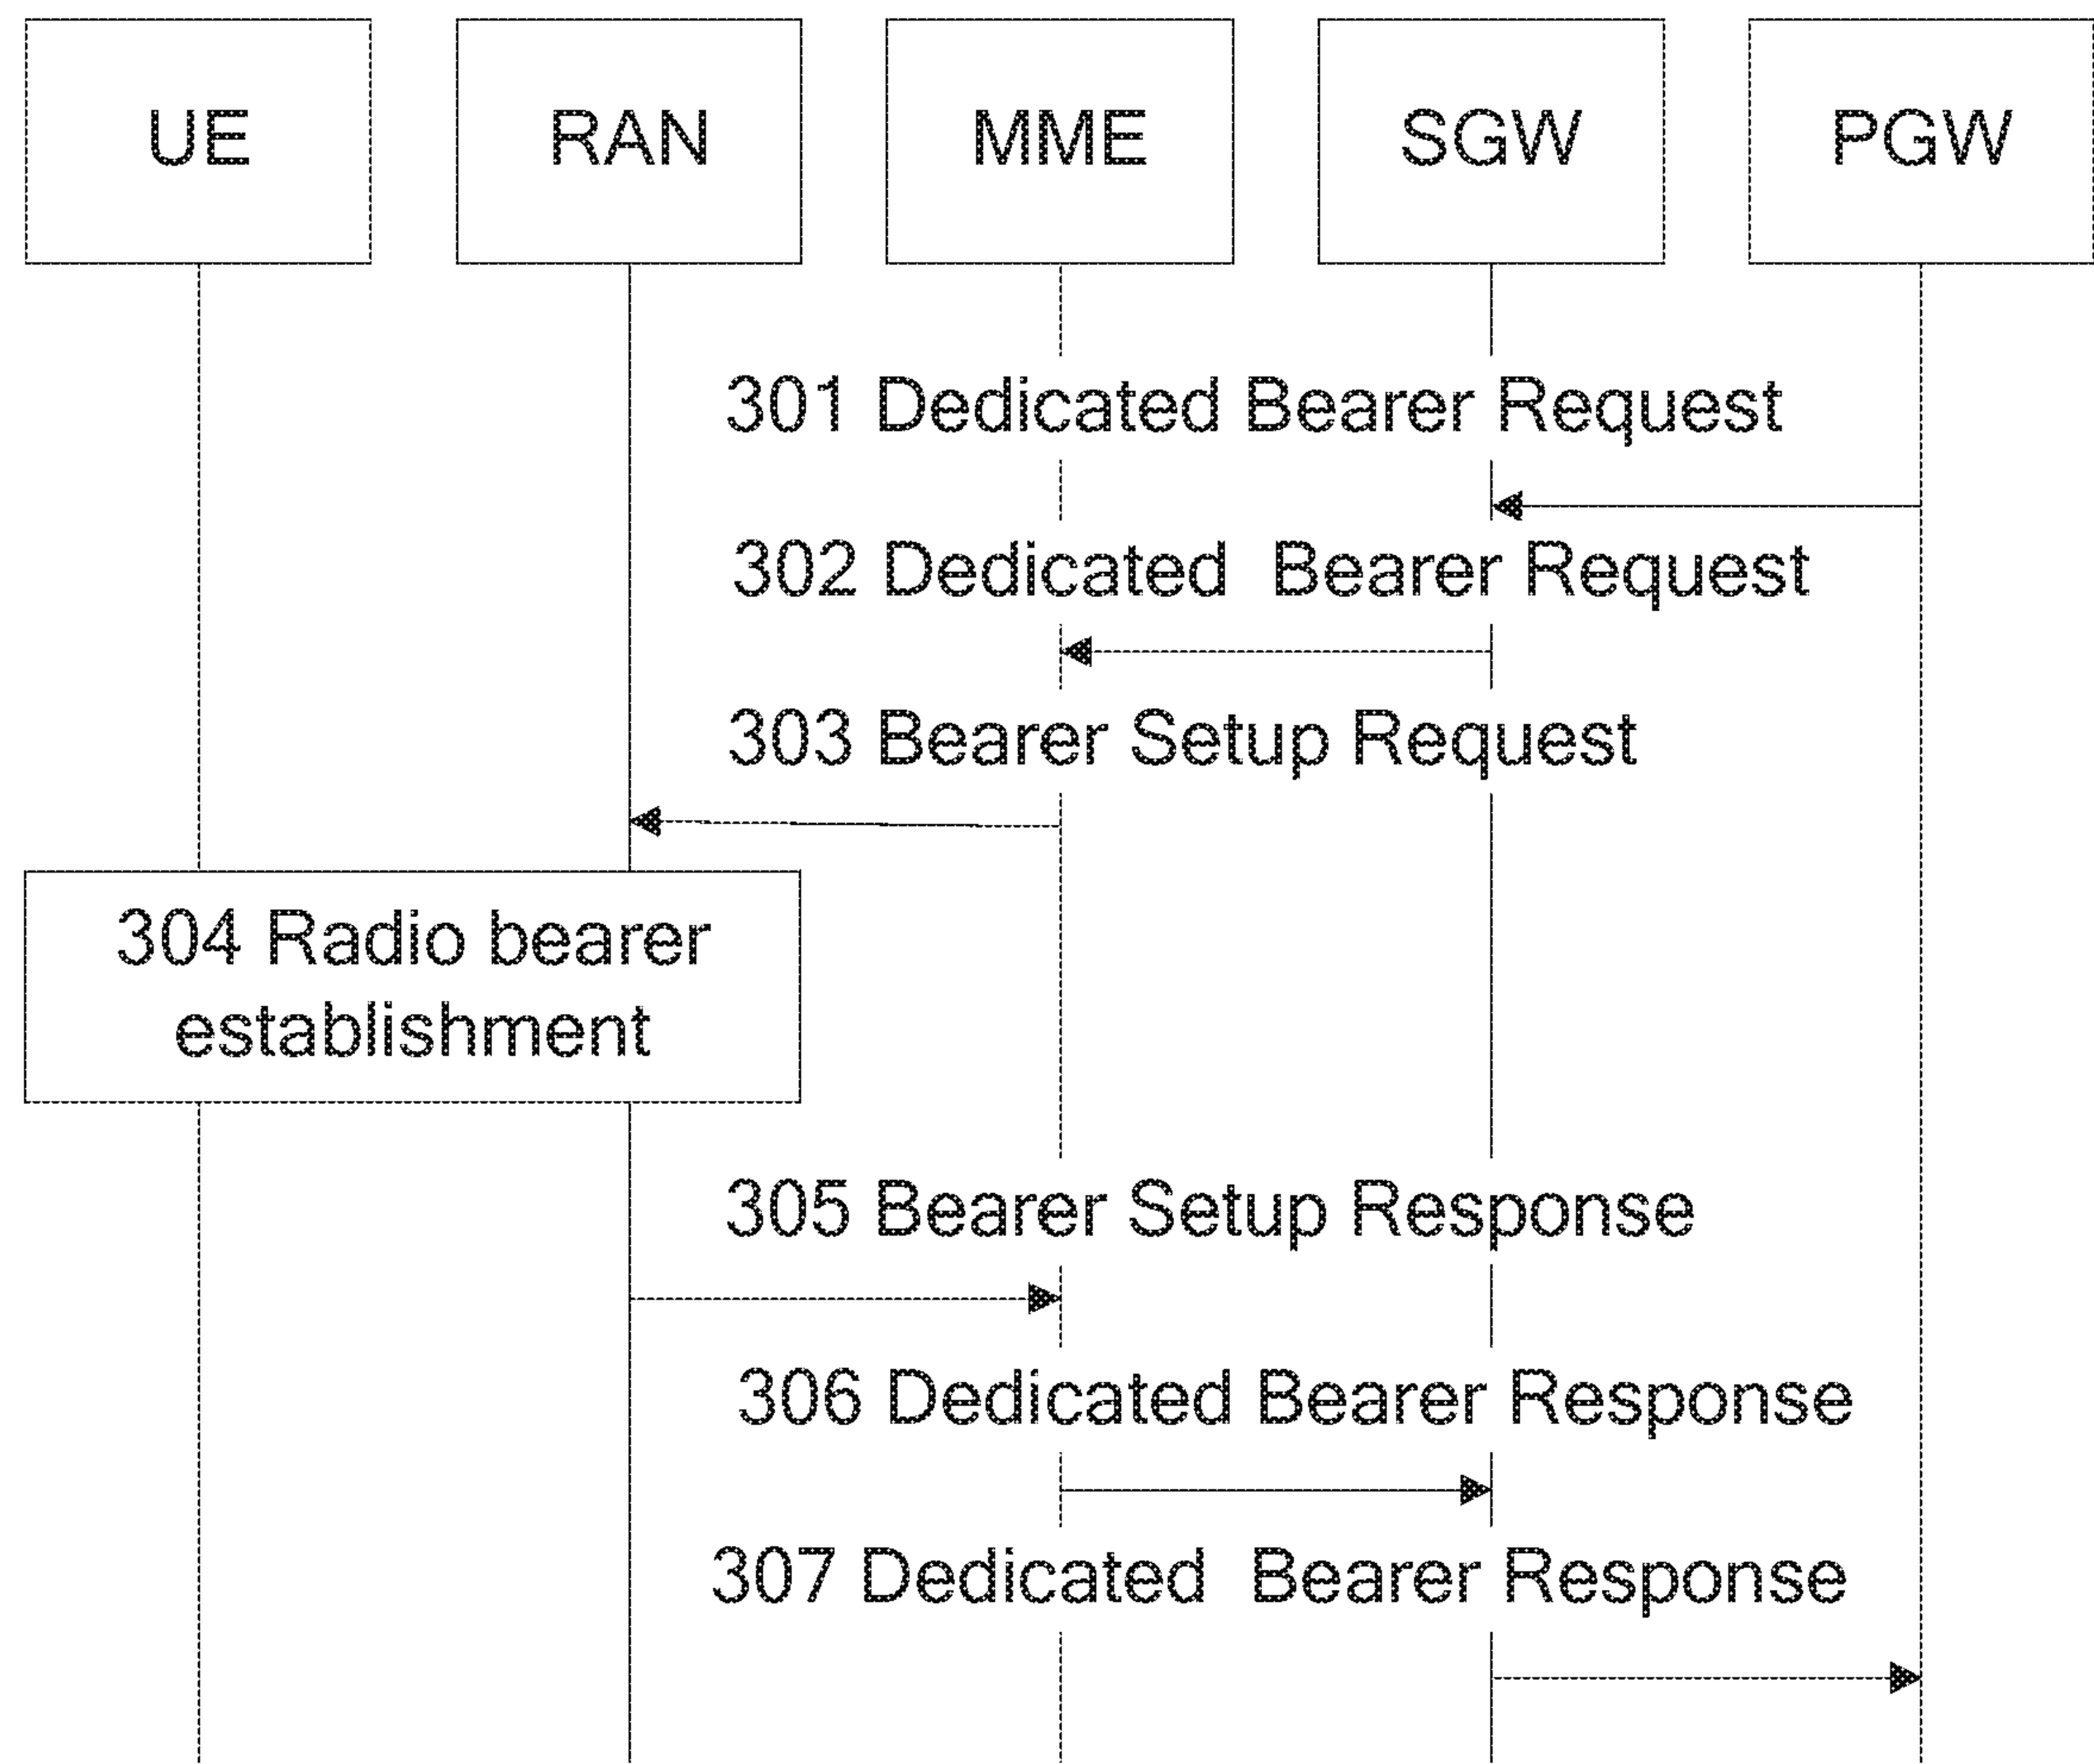 UE
RAN
MME
SGW
PGW
301 Dedicated Bearer Request
302 Dedicated Bearer Request
303 Bearer Setup Request
304 Radio bearer
establishment
305 Bearer Setup Response
306 Dedicated Bearer Response
307 Dedicated Bearer Response